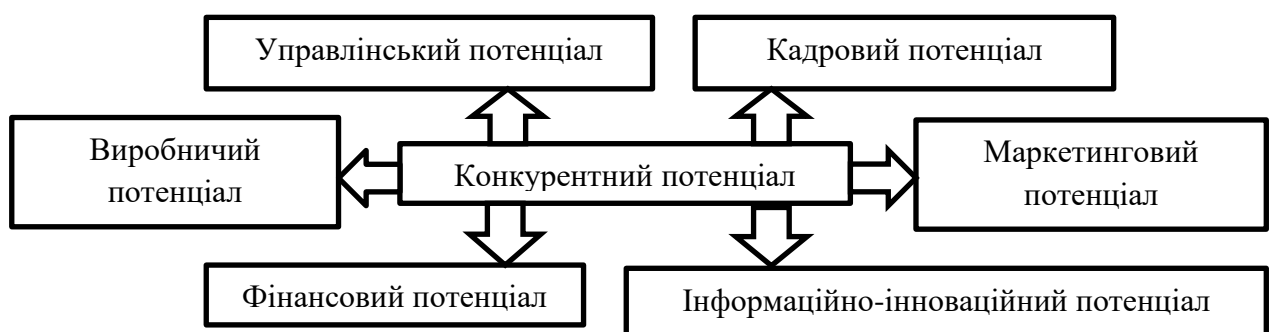 Управлінський потенціал
Кадровий потенціал
Виробничий
потенціал
Конкурентний потенціал
Маркетинговий
потенціал
Фінансовий потенціал
Інформаційно-інноваційний потенціал